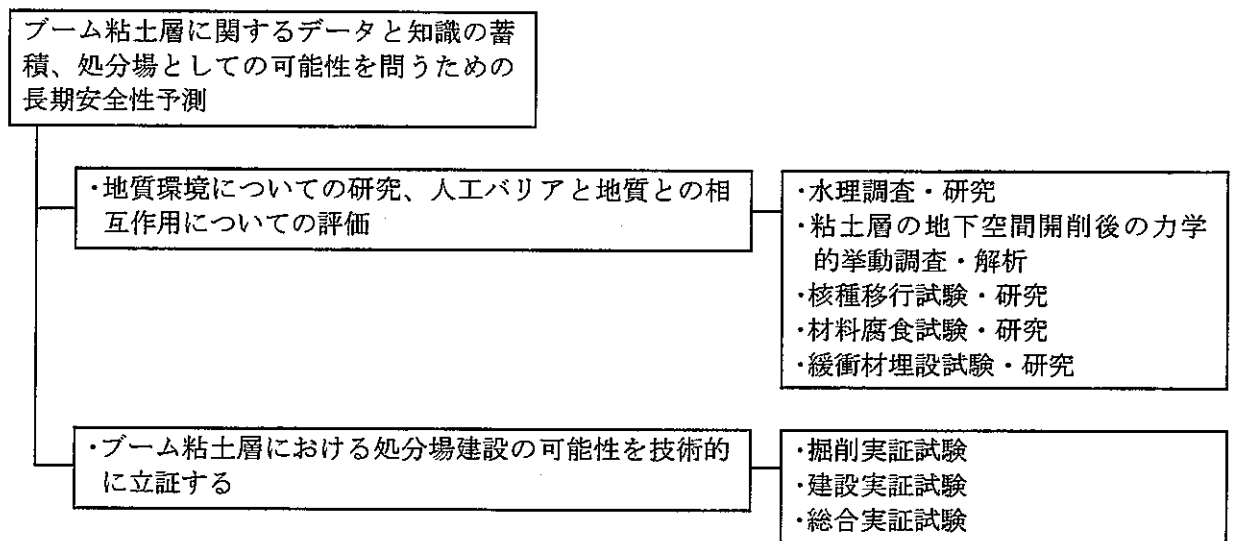 ブーム粘土層に関するデータと知識の蓄
積、処分場としての可能性を問うための
長期安全性予測
・地質環境についての研究、人工バリアと地質との相
互作用についての評価
・水理調査・研究
・粘土層の地下空間開削後の力学
的挙動調査・解析
・核種移行試験・研究
・材料腐食試験・研究
・緩衝材埋設試験・研究
・ブーム粘土層における処分場建設の可能性を技術的
に立証する
・掘削実証試験
・建設実証試験
・総合実証試験